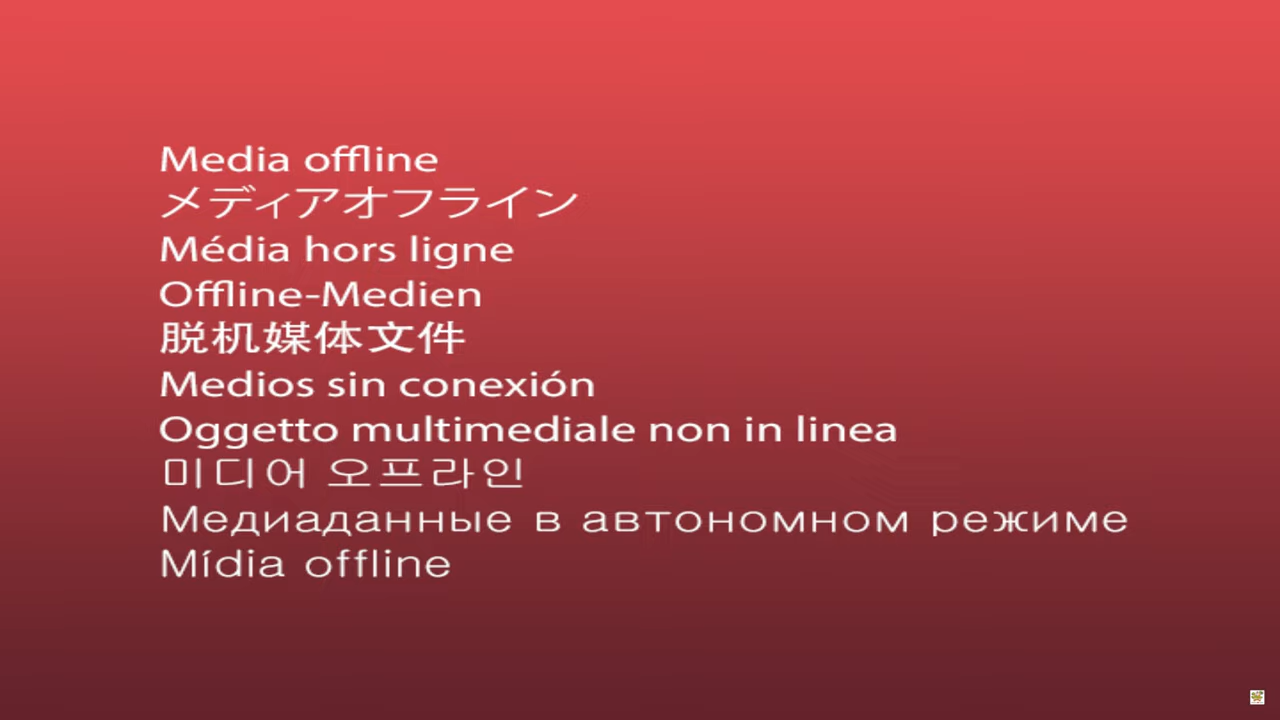 Media offline
メディアオフライン
Média hors ligne
Offline-Medien
脱机媒体文件
Medios sin conexión
Oggetto multimediale non in linea
미디어 오프라인
Медиаданные в автономном режиме
Mídia offline